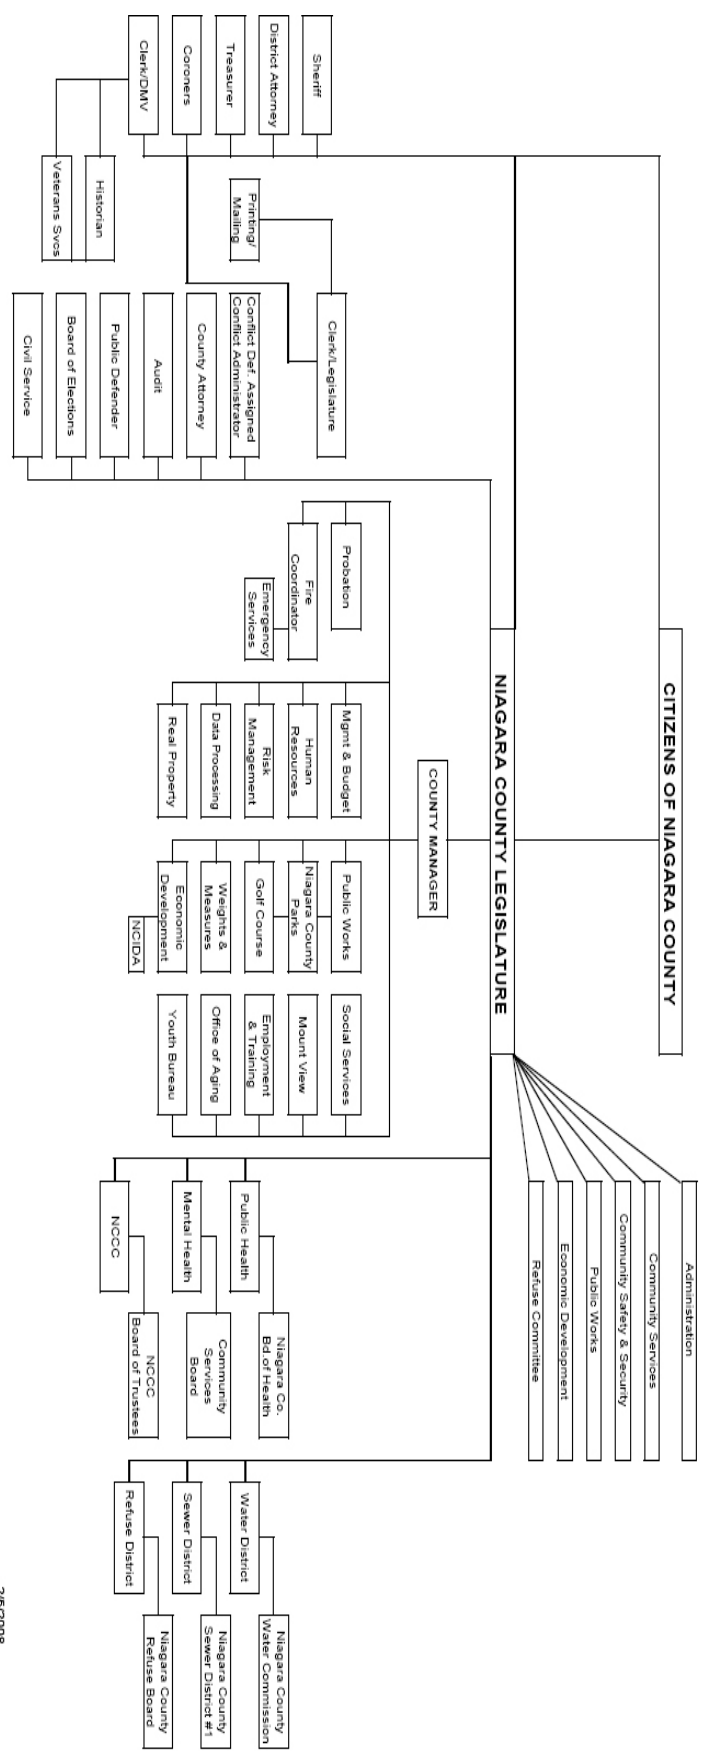 CITIZENS OF NIAGARA COUNTY
Administration
Community Services
Community Safety & Security
Public Works
Economic Development
Refuse Committee
NIAGARA COUNTY LEGISLATURE
COUNTY MANAGER
Sheriff
District Attorney
Treasurer
Coroners
Clerk/DMV
Printing/
Mailing
Historian
Veterans Svcs
Clerk/Legislature
Conflict Def. Assigned
Conflict Administrator
County Attorney
Audit
Public Defender
Board of Elections
Civil Service
Probation
Fire
Coordinator
Emergency
Services
Mgmt & Budget
Human
Resources
Risk
Management
Data Processing
Real Property
Public Works
Niagara County
Parks
Golf Course
Weights &
Measures
Economic
Development
NCIDA
Social Services
Mount View
Employment
& Training
Office of Aging
Youth Bureau
Public Health
Mental Health
NCCC
Niagara Co.
Bd.of Health
Community
Services
Board
NCCC
Board of Trustees
Water District
Sewer District
Refuse District
Niagara County
Water Commission
Niagara County
Sewer District #1
Niagara County
Refuse Board